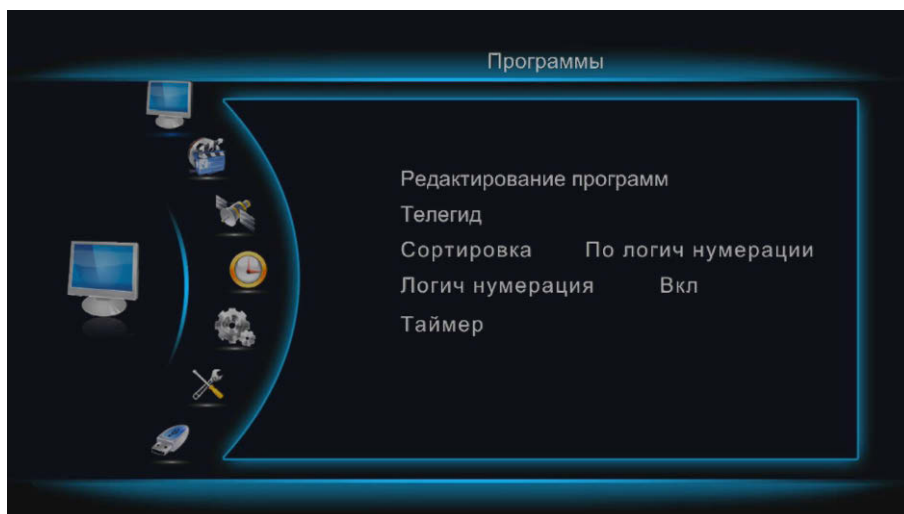 Программы
Редактирование программ
Телегид
Сортировка По логич нумерации
Логич нумерация Вкл
Таймер